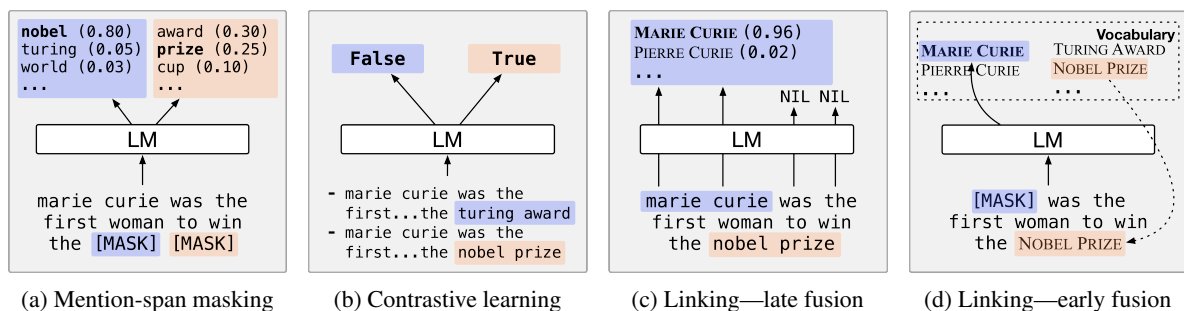 nobel (0.80)
turing (0.05)
world (0.03)
...
award (0.30)
prize (0.25)
cup (0.10)
...
LM
marie curie was the
first woman to win
the [MASK] [MASK]
(a) Mention-span masking
False
True
LM
- marie curie was the
first...the turing award
- marie curie was the
first...the nobel prize
(b) Contrastive learning
MARIE CURIE (0.96)
PIERRE CURIE (0.02)
...
NIL NIL
LM
marie curie was the
first woman to win
the nobel prize
(c) Linking—late fusion
Vocabulary
MARIE CURIE
PIERRE CURIE
...
TURING AWARD
NOBEL PRIZE
...
LM
[MASK] was the
first woman to win
the NOBEL PRIZE
(d) Linking—early fusion